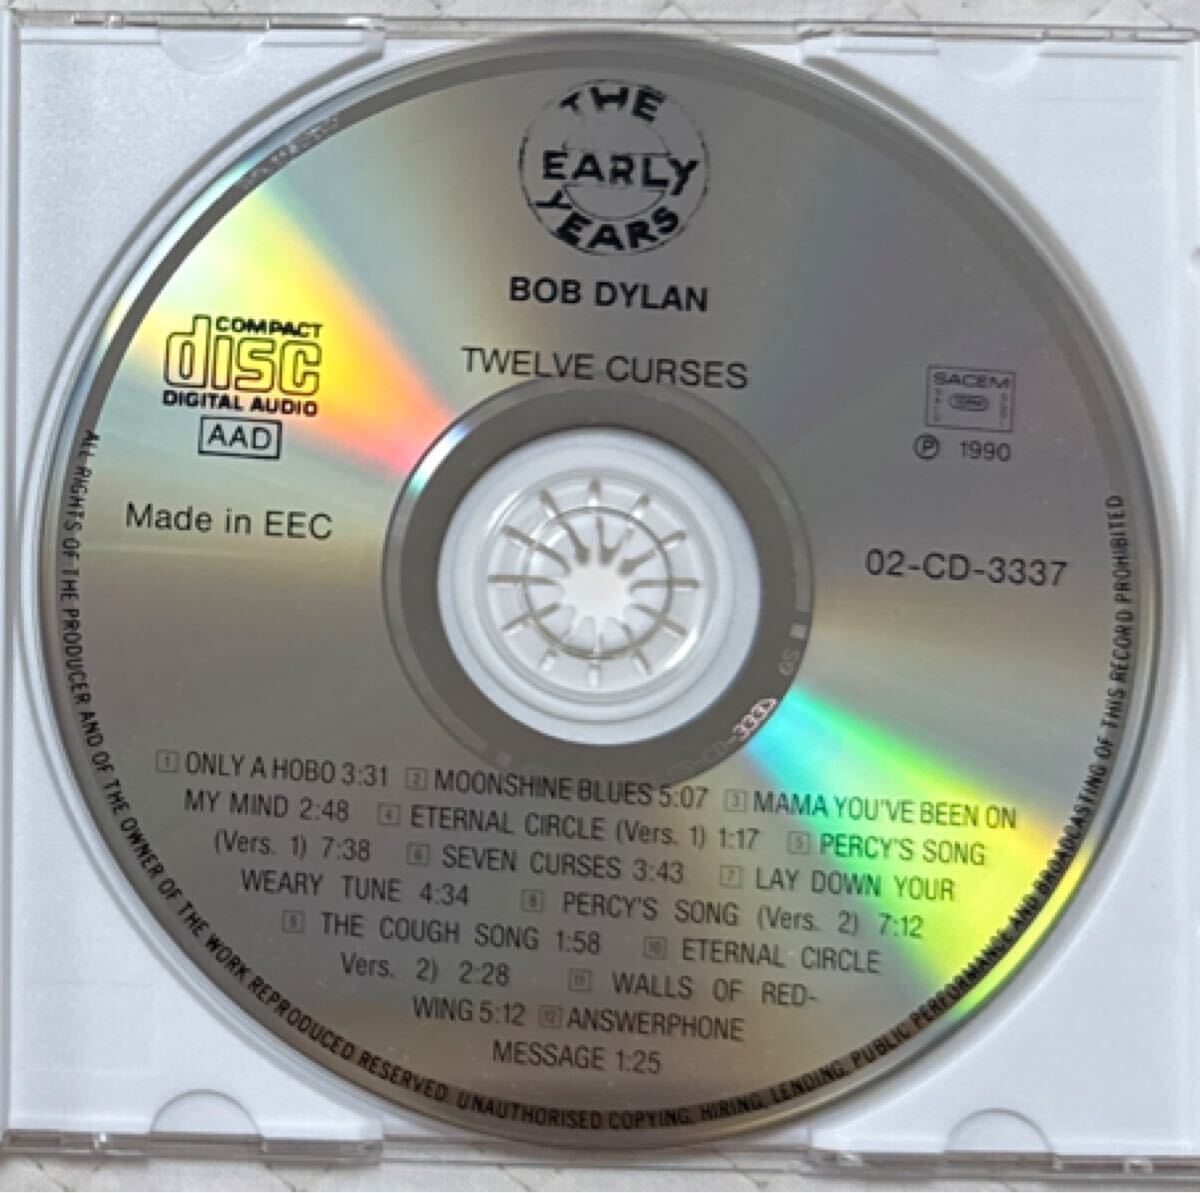 THE
EARLY
YEARS
BOB DYLAN
TWELVE CURSES
COMPACT
disc
DIGITAL AUDIO
AAD
Made in EEC
SACEM
Ⓟ 1990
02-CD-3337
1 ONLY A HOBO 3:31 2 MOONSHINE BLUES 5:07 3 MAMA YOU'VE BEEN ON
MY MIND 2:48 4 ETERNAL CIRCLE (Vers. 1) 1:17 5 PERCY'S SONG
(Vers. 1) 7:38 6 SEVEN CURSES 3:43 7 LAY DOWN YOUR
WEARY TUNE 4:34 8 PERCY'S SONG (Vers. 2) 7:12
9 THE COUGH SONG 1:58 10 ETERNAL CIRCLE
Vers. 2) 2:28 11 WALLS OF RED-
WING 5:12 12 ANSWERPHONE
MESSAGE 1:25
ALL RIGHTS OF THE PRODUCER AND OF THE OWNER OF THE WORK REPRODUCED RESERVED. UNAUTHORISED COPYING, HIRING, LENDING, PUBLIC PERFORMANCE AND BROADCASTING OF THIS RECORD PROHIBITED